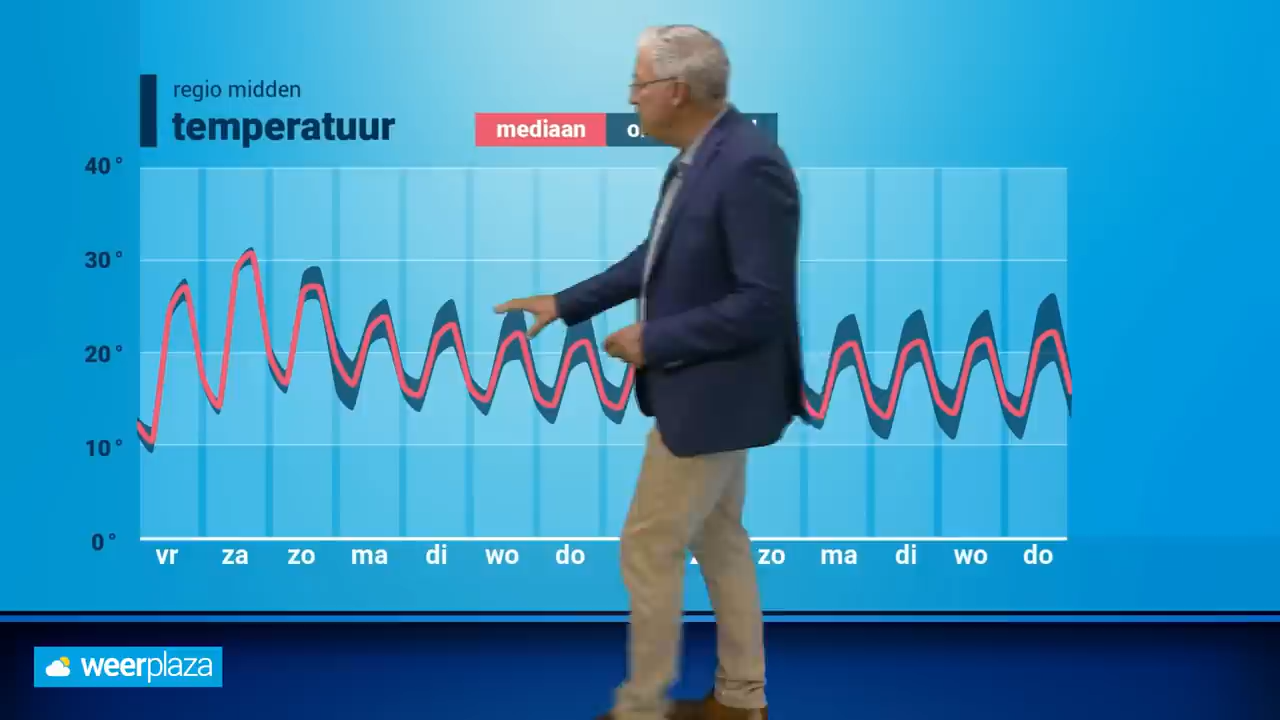 regio midden
temperatuur
mediaan
40°
30°
20°
10°
0°
vr za zo ma di wo do zo ma di wo do
weerplaza